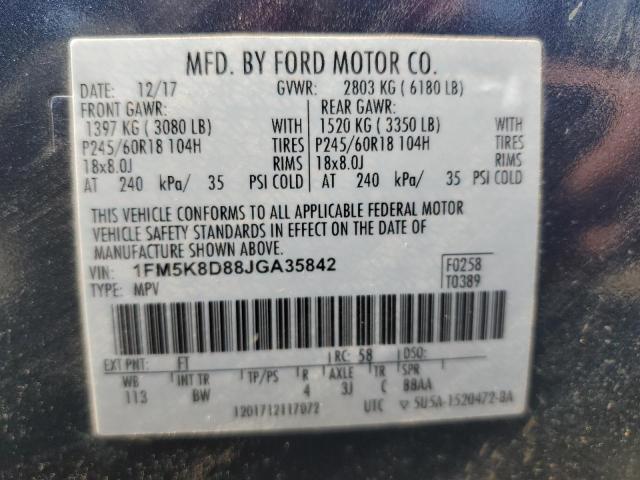 MFD. BY FORD MOTOR CO.
DATE: 12/17 GVWR: 2803 KG ( 6180 LB)
FRONT GAWR: REAR GAWR:
1397 KG ( 3080 LB) WITH 1520 KG ( 3350 LB) WITH
P245/60R18 104H TIRES P245/60R18 104H TIRES
18x8.0J RIMS 18x8.0J RIMS
AT 240 kPa/ 35 PSI COLD AT 240 kPa/ 35 PSI COLD
THIS VEHICLE CONFORMS TO ALL APPLICABLE FEDERAL MOTOR
VEHICLE SAFETY STANDARDS IN EFFECT ON THE DATE OF
MANUFACTURE SHOWN ABOVE.
VIN: 1FM5K8D88JGA35842 F0258
TYPE: MPV T0389
EXT PNT: FT RC: 58 DSO:
WB INT TR TP/PS R AXLE TR SPR
113 BW 4 3J C BBAA
1201712117072 UTC ▽ 5U5A-1520472-BA